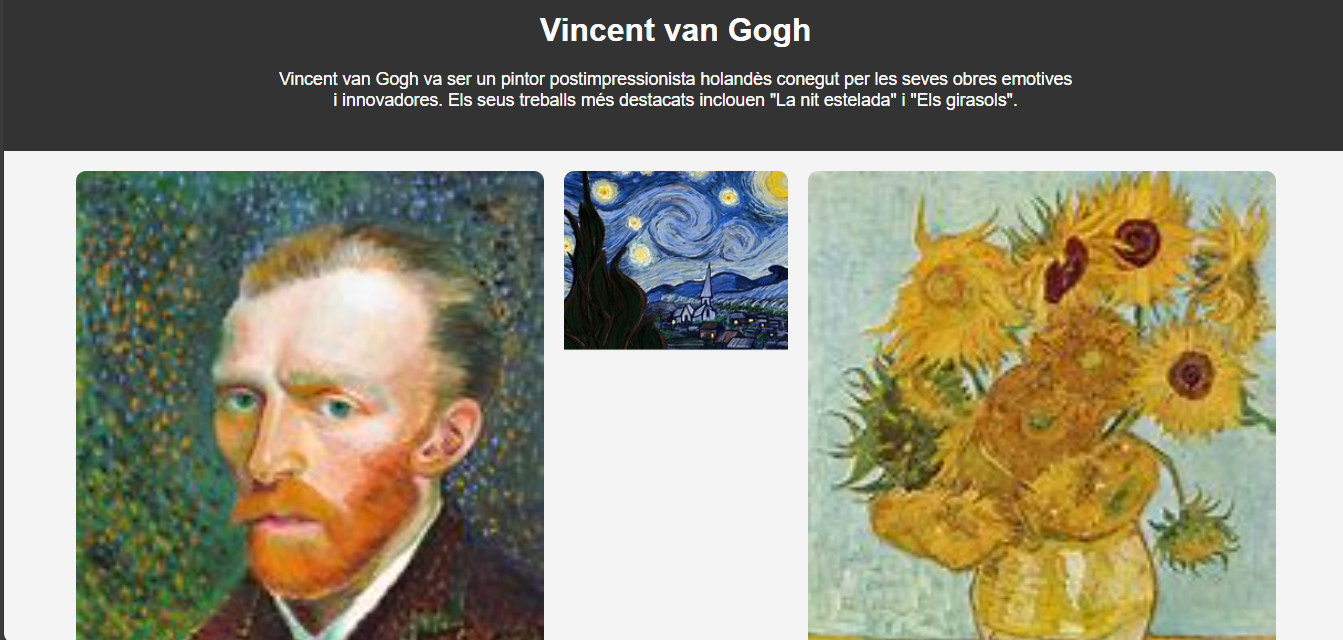 Vincent van Gogh
Vincent van Gogh va ser un pintor postimpressionista holandès conegut per les seves obres emotives
i innovadores. Els seus treballs més destacats inclouen "La nit estelada" i "Els girasols".